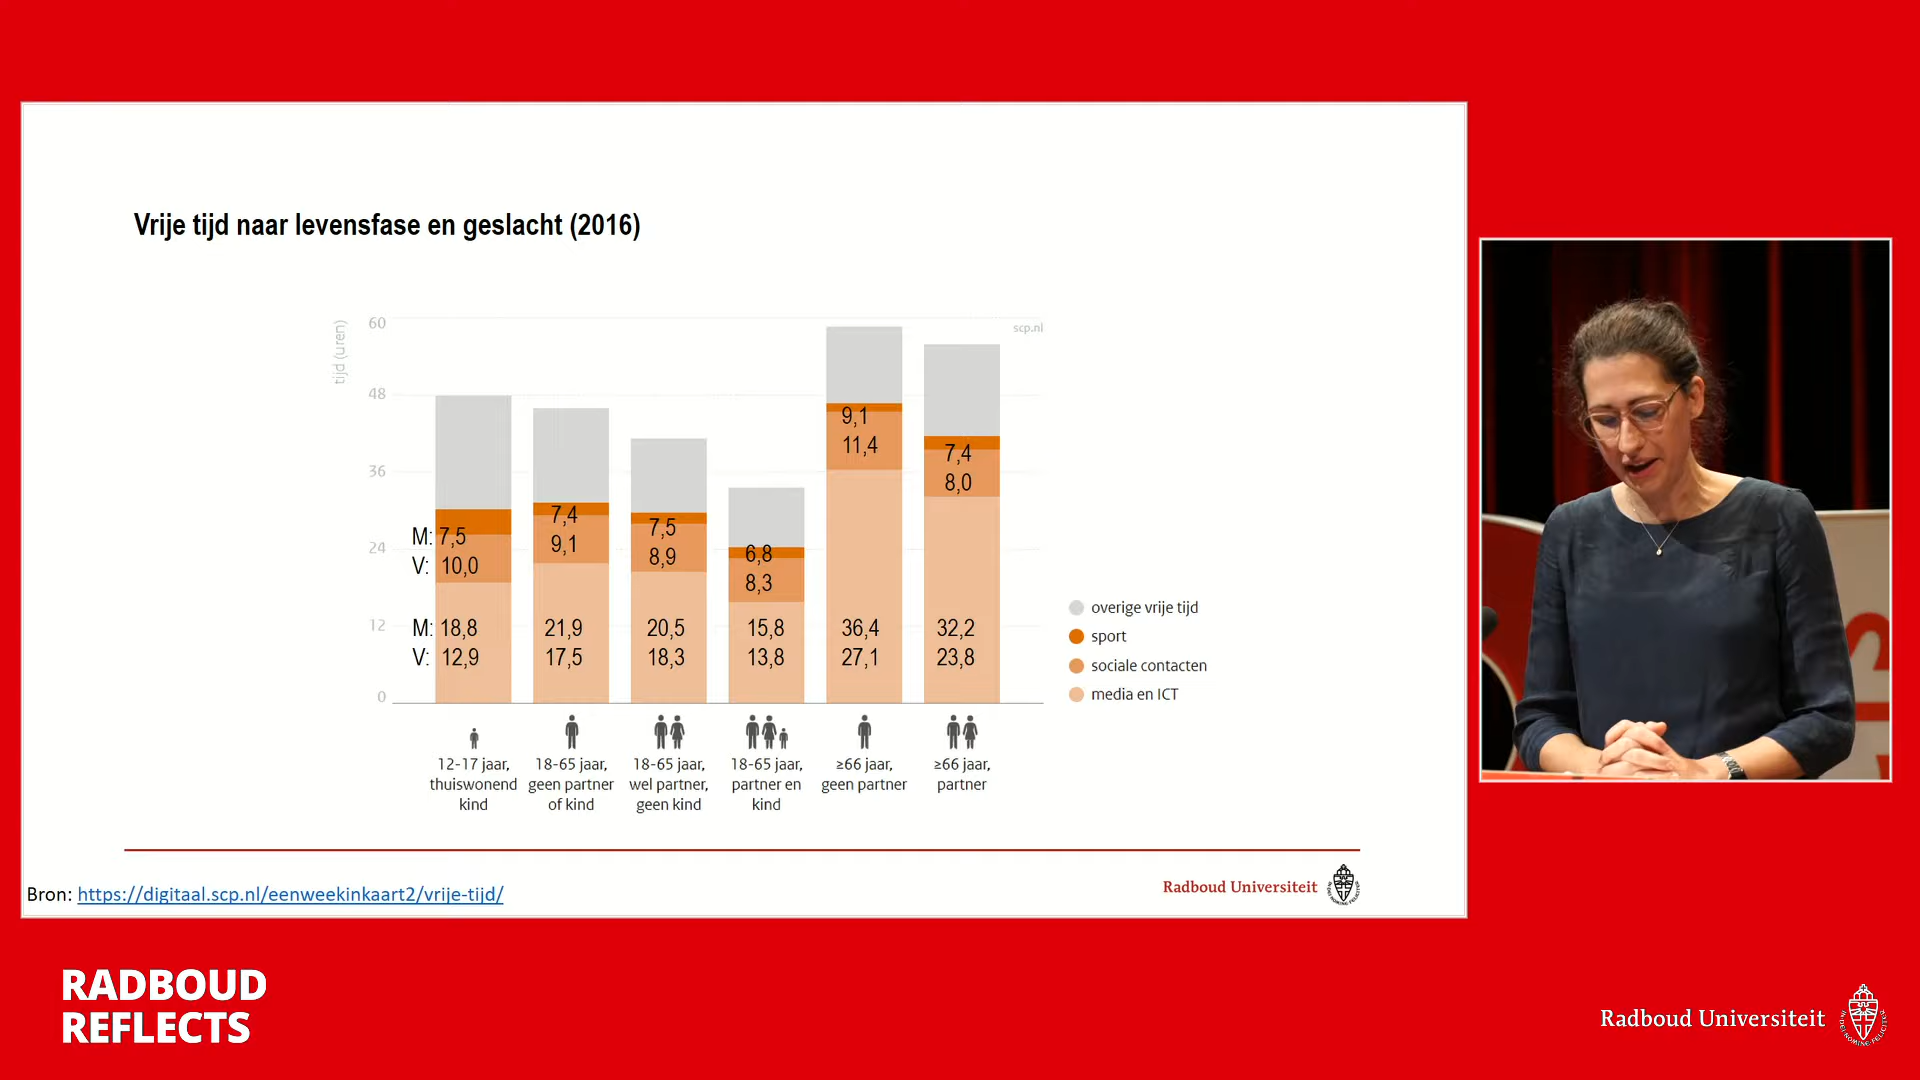 Vrije tijd naar levensfase en geslacht (2016)
tijd (uren)
scp.nl
60
48
36
24
12
0
M: 7,5
V: 10,0
7,4
9,1
7,5
8,9
6,8
8,3
9,1
11,4
7,4
8,0
M: 18,8
V: 12,9
21,9
17,5
20,5
18,3
15,8
13,8
36,4
27,1
32,2
23,8
12-17 jaar,
thuiswonend
kind
18-65 jaar,
geen partner
of kind
18-65 jaar,
wel partner,
geen kind
18-65 jaar,
partner en
kind
≥66 jaar,
geen partner
≥66 jaar,
partner
overige vrije tijd
sport
sociale contacten
media en ICT
Bron: https://digitaal.scp.nl/eenweekinkaart2/vrije-tijd/
Radboud Universiteit
RADBOUD
REFLECTS
Radboud Universiteit